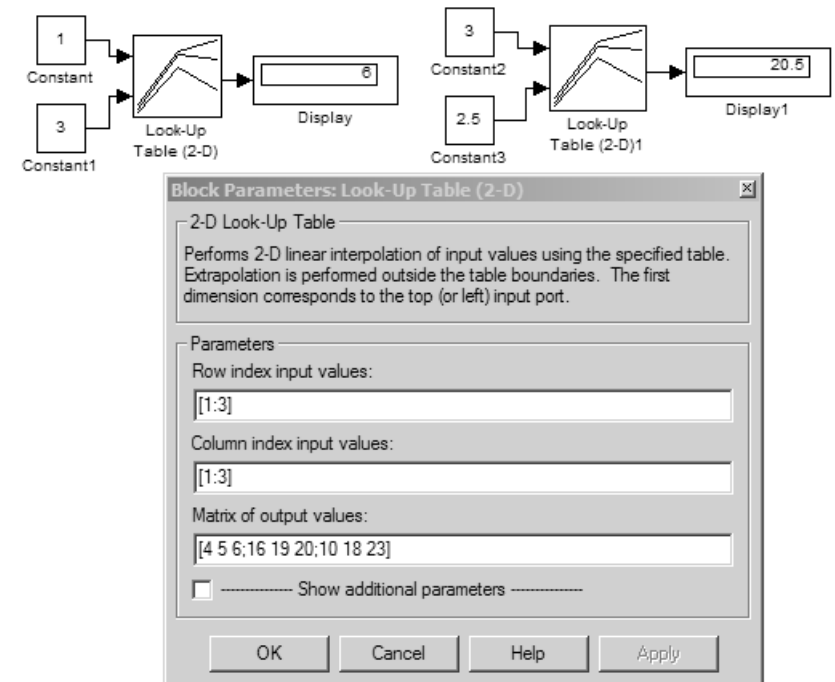 1
Constant
3
Constant1
Look-Up
Table (2-D)
6
Display
3
Constant2
2.5
Constant3
Look-Up
Table (2-D)1
20.5
Display1
Block Parameters: Look-Up Table (2-D)
2-D Look-Up Table
Performs 2-D linear interpolation of input values using the specified table.
Extrapolation is performed outside the table boundaries. The first
dimension corresponds to the top (or left) input port.
Parameters
Row index input values:
[1:3]
Column index input values:
[1:3]
Matrix of output values:
[4 5 6;16 19 20;10 18 23]
--------------- Show additional parameters ---------------
OK
Cancel
Help
Apply